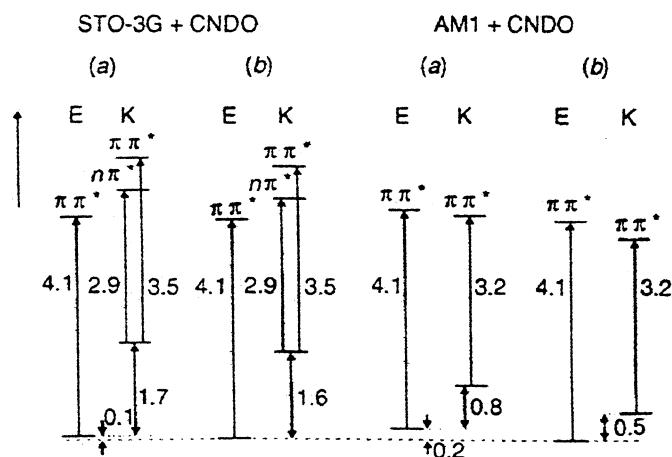 STO-3G + CNDO AM1 + CNDO
(a) (b) (a) (b)
E K E K E K E K
ππ* ππ*
nπ* nπ*
ππ* ππ* ππ* ππ* ππ* ππ*
4.1 2.9 3.5 4.1 2.9 3.5 4.1 3.2 4.1 3.2
0.1 1.7 1.6 0.8 0.5
0.2